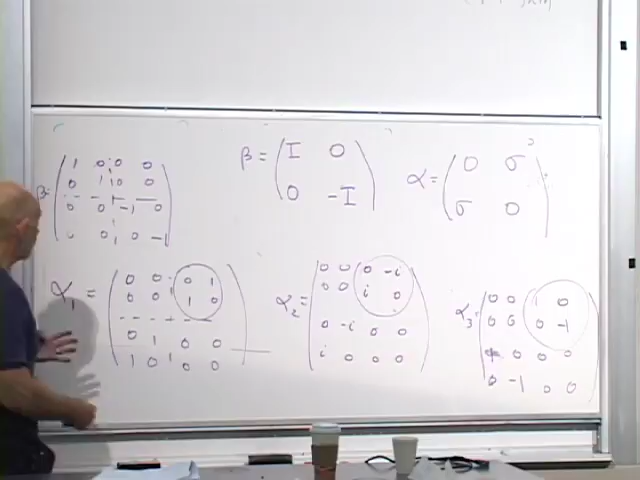 β = ( I 0
0 -I )
α = ( 0 σ
σ 0 )
β = ( 1 0 0 0
0 1 0 0
0 0 -1 0
0 0 0 -1 )
α₁ = ( 0 0 0 1
0 0 1 0
0 1 0 0
1 0 0 0 )
α₂ = ( 0 0 0 -i
0 0 i 0
0 -i 0 0
i 0 0 0 )
α₃ = ( 0 0 1 0
0 0 0 -1
0 0 0
0 -1 0 0 )